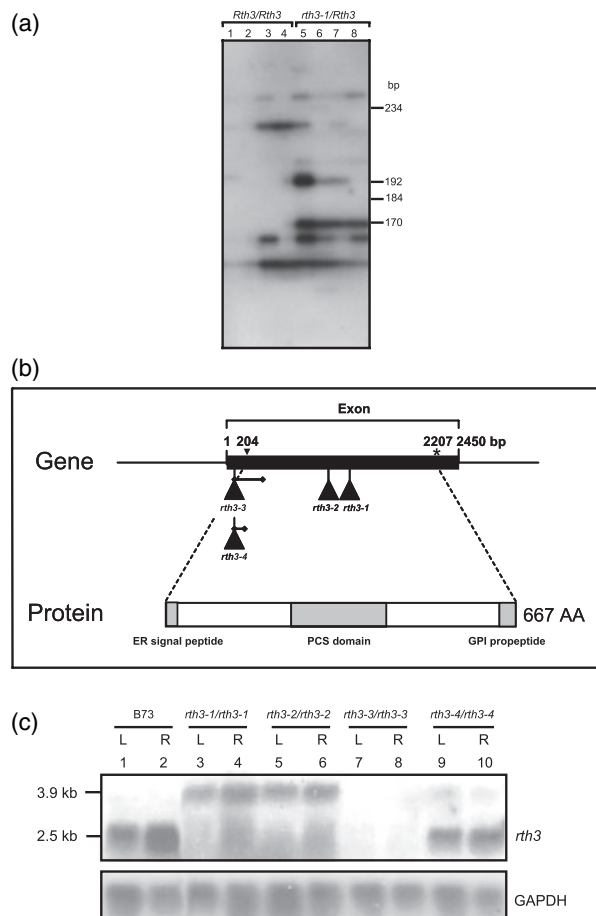 (a)
Rth3/Rth3 rth3-1/Rth3
1 2 3 4 5 6 7 8
bp
234
192
184
170
(b)
Exon
1 204 2207 2450 bp
*
Gene
rth3-3 rth3-2 rth3-1
rth3-4
Protein 667 AA
ER signal peptide PCS domain GPI propeptide
(c)
B73 rth3-1/rth3-1 rth3-2/rth3-2 rth3-3/rth3-3 rth3-4/rth3-4
L R L R L R L R L R
1 2 3 4 5 6 7 8 9 10
3.9 kb
2.5 kb rth3
GAPDH